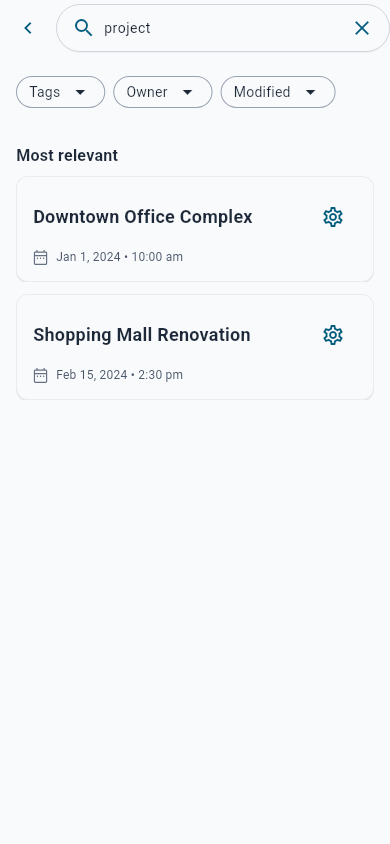 project
Tags Owner Modified
Most relevant
Downtown Office Complex
Jan 1, 2024 • 10:00 am
Shopping Mall Renovation
Feb 15, 2024 • 2:30 pm